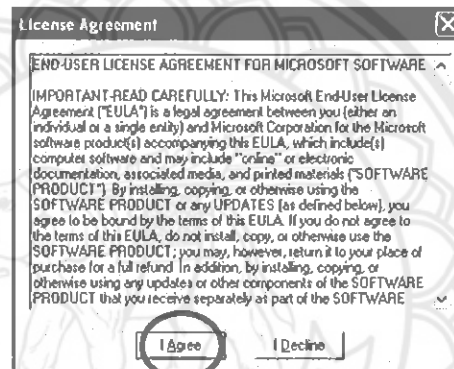 License Agreement
END-USER LICENSE AGREEMENT FOR MICROSOFT SOFTWARE
IMPORTANT-READ CAREFULLY: This Microsoft End-User License
Agreement ("EULA") is a legal agreement between you (either an
individual or a single entity) and Microsoft Corporation for the Microsoft
software product(s) accompanying this EULA, which include(s)
computer software and may include "online" or electronic
documentation, associated media, and printed materials ("SOFTWARE
PRODUCT"). By installing, copying, or otherwise using the
SOFTWARE PRODUCT or any UPDATES (as defined below), you
agree to be bound by the terms of this EULA. If you do not agree to
the terms of this EULA, do not install, copy, or otherwise use the
SOFTWARE PRODUCT; you may, however, return it to your place of
purchase for a full refund. In addition, by installing, copying, or
otherwise using any updates or other components of the SOFTWARE
PRODUCT that you receive separately as part of the SOFTWARE
I Agree I Decline